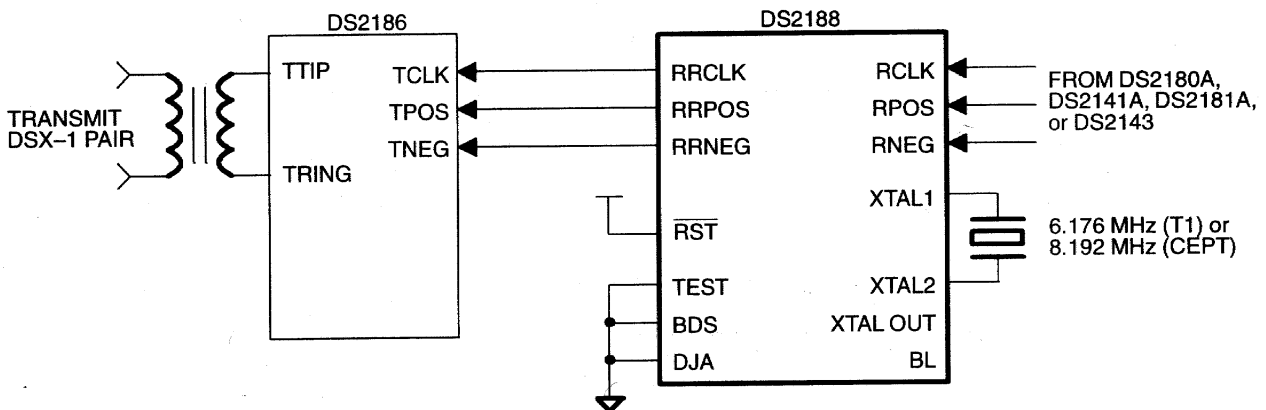 DS2186
DS2188
TTIP
TCLK
RRCLK
RCLK
TRANSMIT
DSX–1 PAIR
TPOS
RRPOS
RPOS
FROM DS2180A,
DS2141A, DS2181A,
or DS2143
TNEG
RRNEG
RNEG
TRING
XTAL1
RST
6.176 MHz (T1) or
8.192 MHz (CEPT)
TEST
XTAL2
BDS
XTAL OUT
DJA
BL